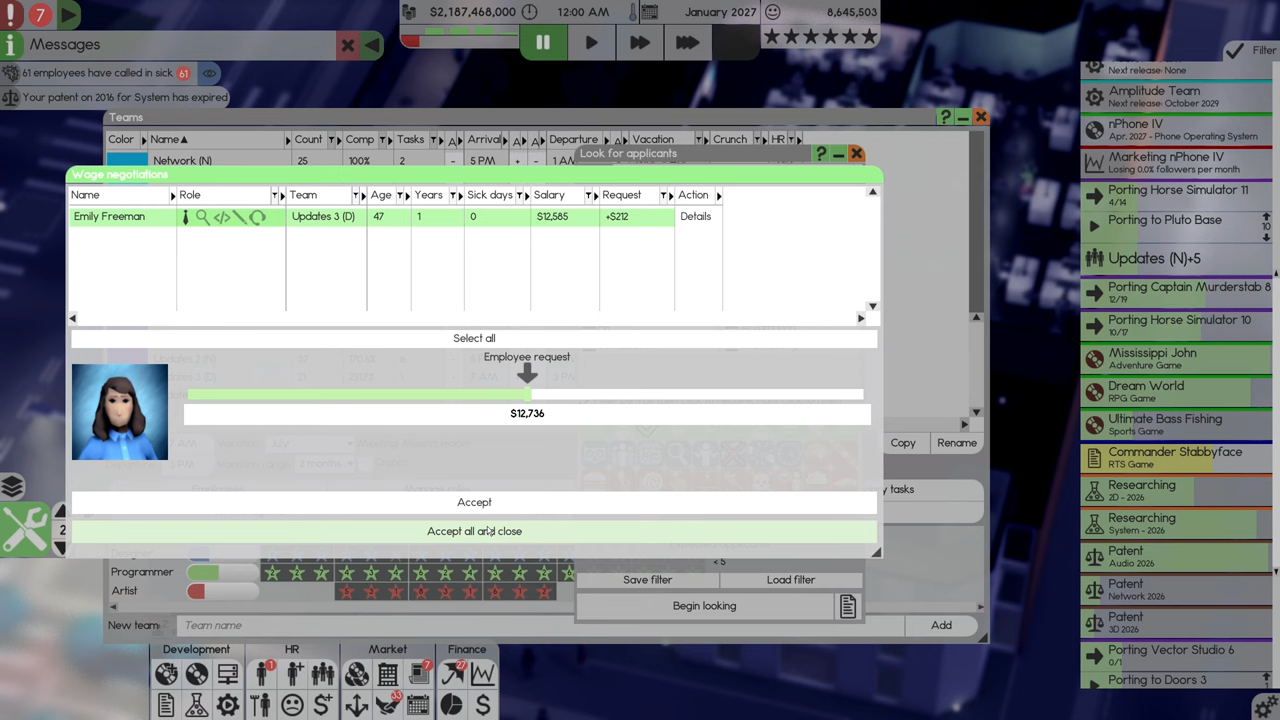 7
$2,187,468,000
12:00 AM
January 2027
8,645,503
Messages
61 employees have called in sick 61
Your patent on 2016 for System has expired
Filter
Next release: None
Amplitude Team
Next release: October 2029
nPhone IV
Apr. 2027 - Phone Operating System
Marketing nPhone IV
Losing 0.0% followers per month
Porting Horse Simulator 11
4/14
Porting to Pluto Base
10
Updates (N)+5
Porting Captain Murderstab 8
12/19
Porting Horse Simulator 10
10/17
Mississippi John
Adventure Game
Dream World
RPG Game
Ultimate Bass Fishing
Sports Game
Commander Stabbyface
RTS Game
Researching
2D - 2026
Researching
System - 2026
Patent
Audio 2026
Patent
Network 2026
Patent
3D 2026
Porting Vector Studio 6
0/1
Porting to Doors 3
Teams
Color Name Count Comp Tasks Arrival Departure Vacation Crunch HR
Network (N) 25 100% 2 - 5 PM + - 1 AM
Look for applicants
Wage negotiations
Name Role Team Age Years Sick days Salary Request Action
Emily Freeman Updates 3 (D) 47 1 0 $12,585 +$212 Details
Select all
Employee request
$12,736
Accept
Accept all and close
Copy Rename
tasks
Programmer
Artist
< 5
Save filter Load filter
Begin looking
New team Team name Add
Development HR Market Finance
1 7 27
33
2